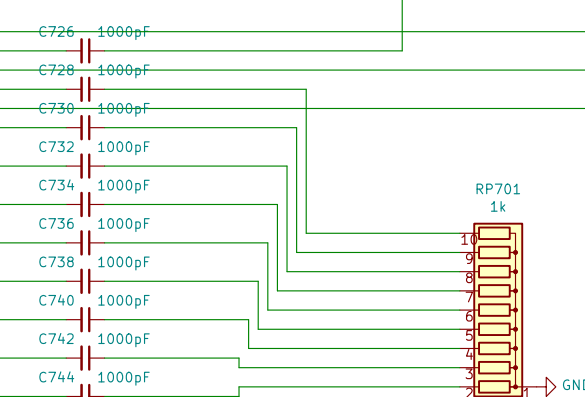 C726 1000pF
C728 1000pF
C730 1000pF
C732 1000pF
C734 1000pF
C736 1000pF
C738 1000pF
C740 1000pF
C742 1000pF
C744 1000pF
RP701
1k
10
9
8
7
6
5
4
3
2
1
GND